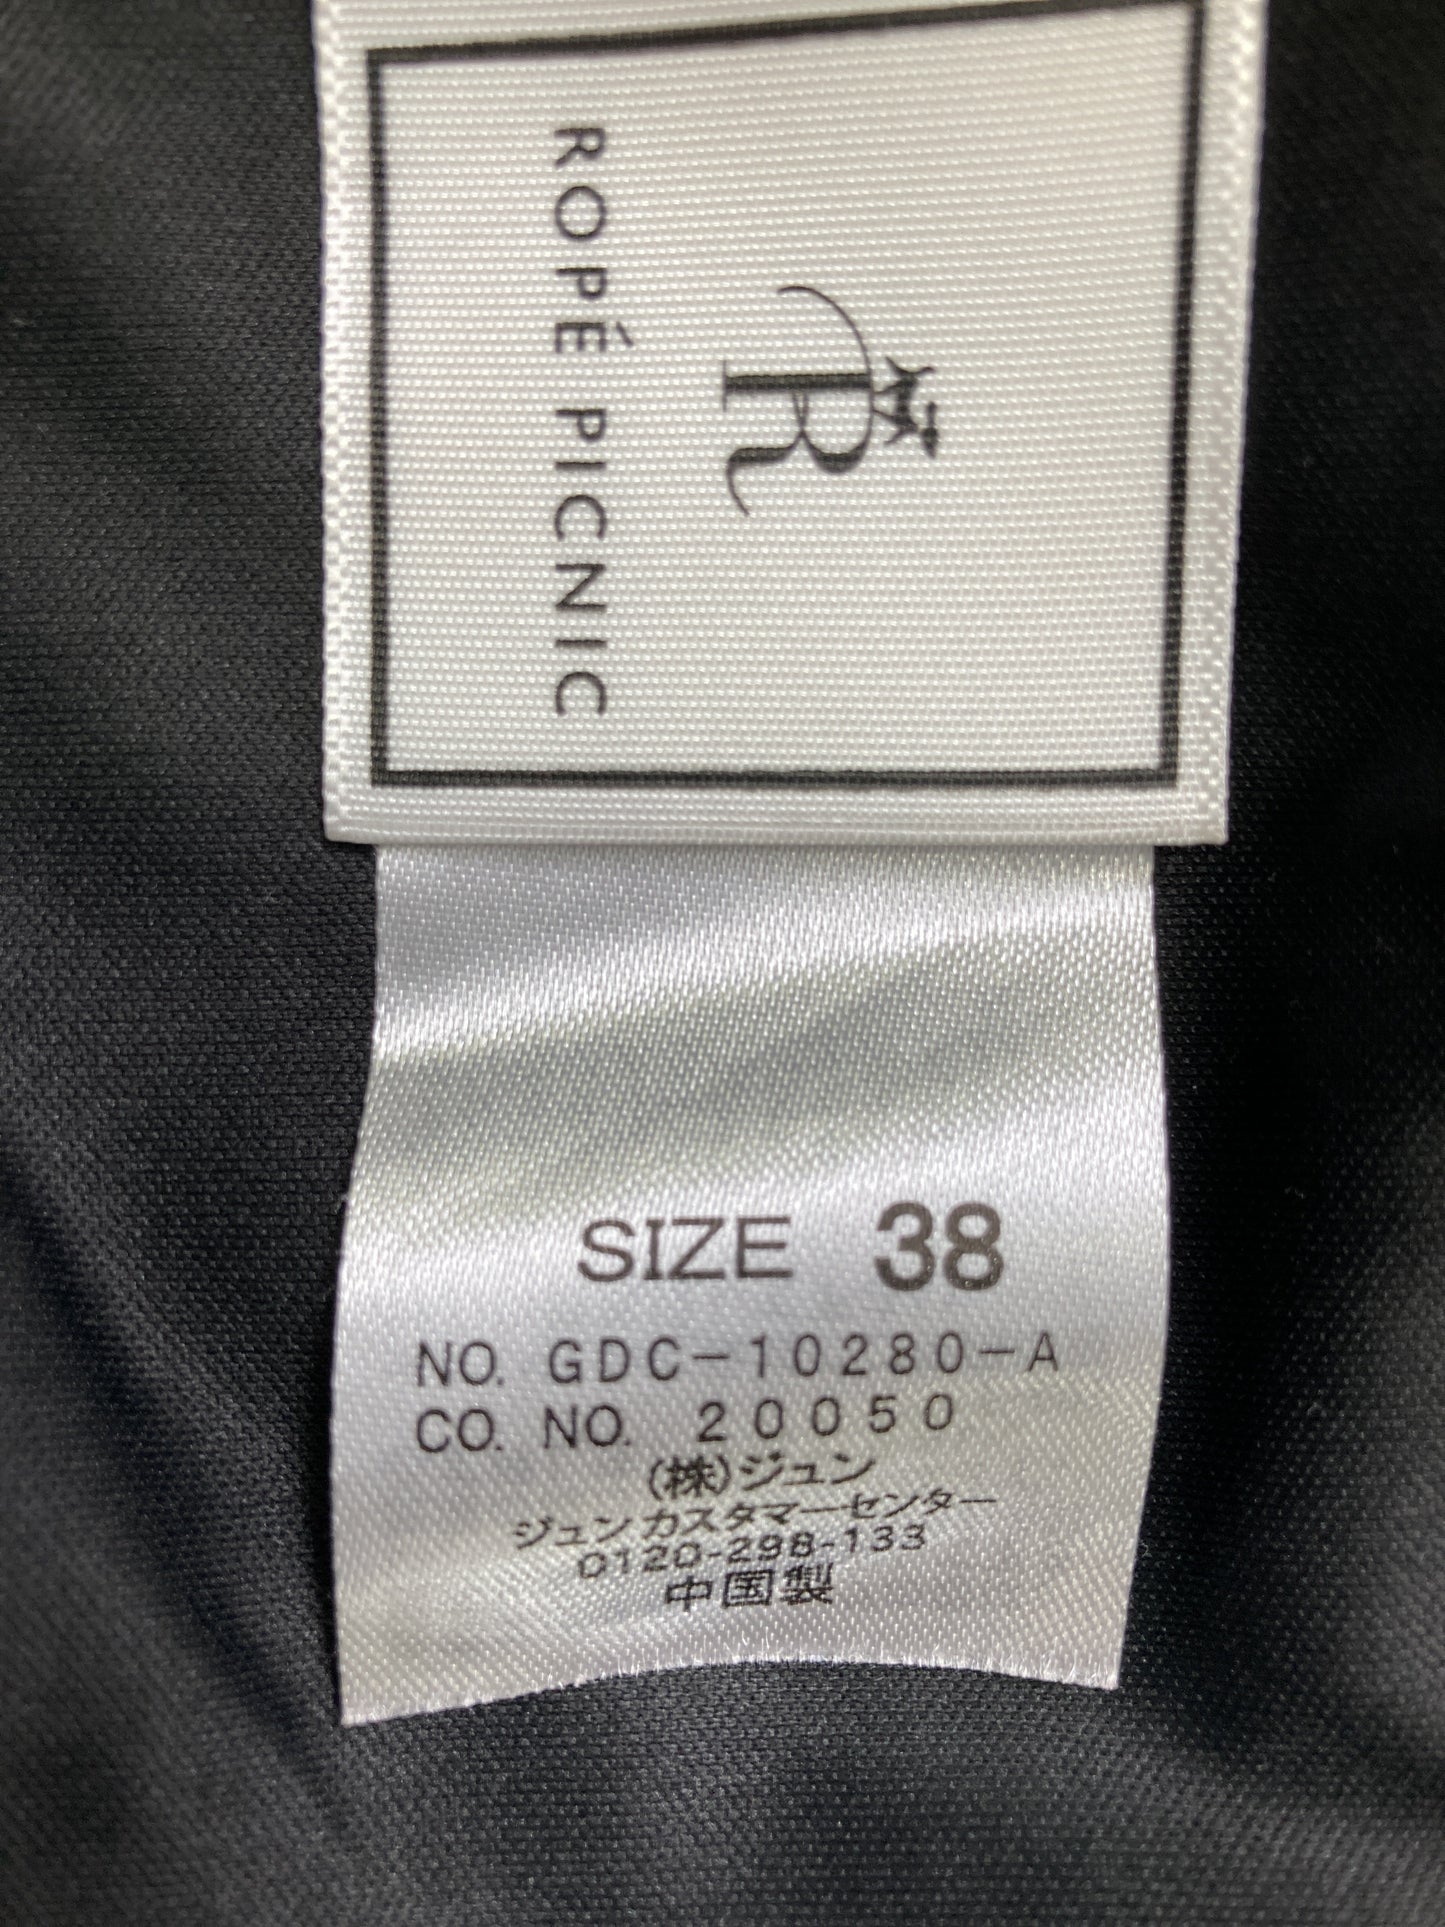 ROPÉ PICNIC
R
SIZE 38
NO. GDC-10280-A
CO. NO. 20050
(株)ジュン
ジュンカスタマーセンター
0120-298-133
中国製